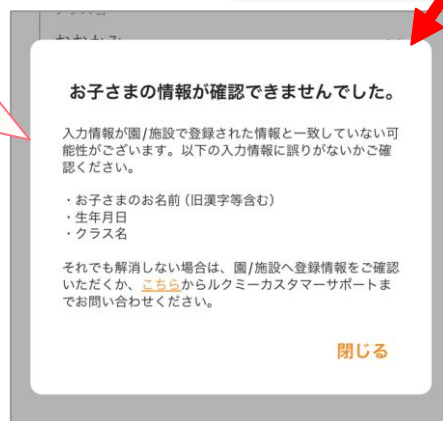 お子さまの情報が確認できませんでした。
入力情報が園/施設で登録された情報と一致していない可
能性がございます。以下の入力情報に誤りがないかご確
認ください。
・お子さまのお名前（旧漢字等含む）
・生年月日
・クラス名
それでも解消しない場合は、園/施設へ登録情報をご確認
いただくか、こちらからルクミーカスタマーサポートま
でお問い合わせください。
閉じる